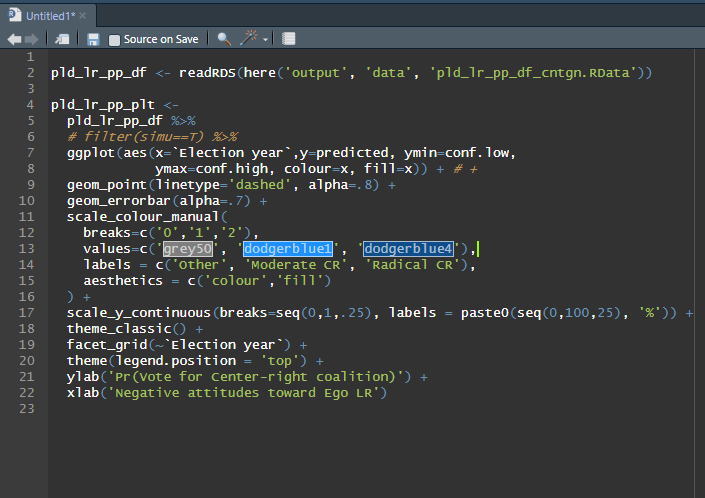 Untitled1*
Source on Save
1
2 pld_lr_pp_df <- readRDS(here('output', 'data', 'pld_lr_pp_df_cntgn.RData'))
3
4 pld_lr_pp_plt <-
5 pld_lr_pp_df %>%
6 # filter(simu==T) %>%
7 ggplot(aes(x=`Election year`,y=predicted, ymin=conf.low,
8 ymax=conf.high, colour=x, fill=x)) + # +
9 geom_point(linetype='dashed', alpha=.8) +
10 geom_errorbar(alpha=.7) +
11 scale_colour_manual(
12 breaks=c('0','1','2'),
13 values=c('grey50', 'dodgerblue1', 'dodgerblue4'),
14 labels = c('Other', 'Moderate CR', 'Radical CR'),
15 aesthetics = c('colour','fill')
16 ) +
17 scale_y_continuous(breaks=seq(0,1,.25), labels = paste0(seq(0,100,25), '%')) +
18 theme_classic() +
19 facet_grid(~`Election year`) +
20 theme(legend.position = 'top') +
21 ylab('Pr(Vote for Center-right coalition)') +
22 xlab('Negative attitudes toward Ego LR')
23